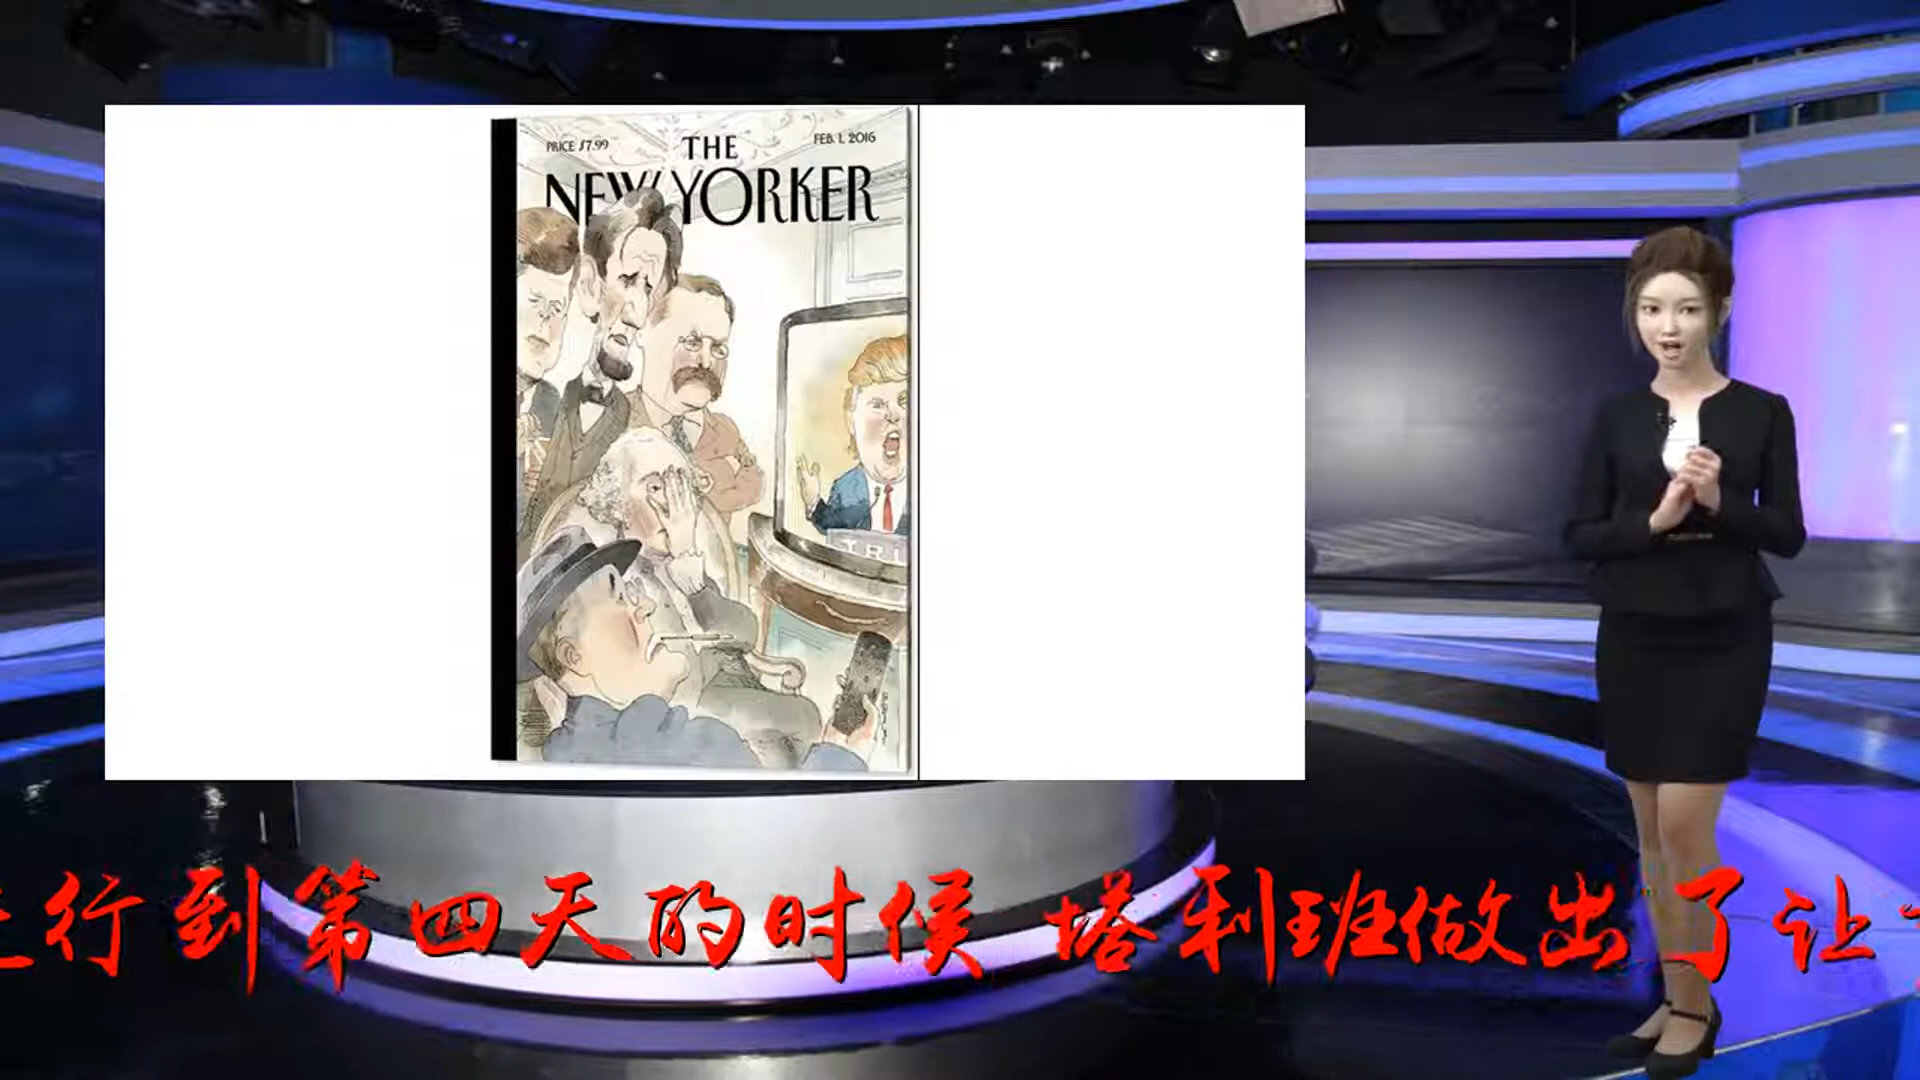 PRICE $7.99
THE
FEB. 1, 2016
NEW YORKER
TRU
行到第四天的时候 塔利班做出了让